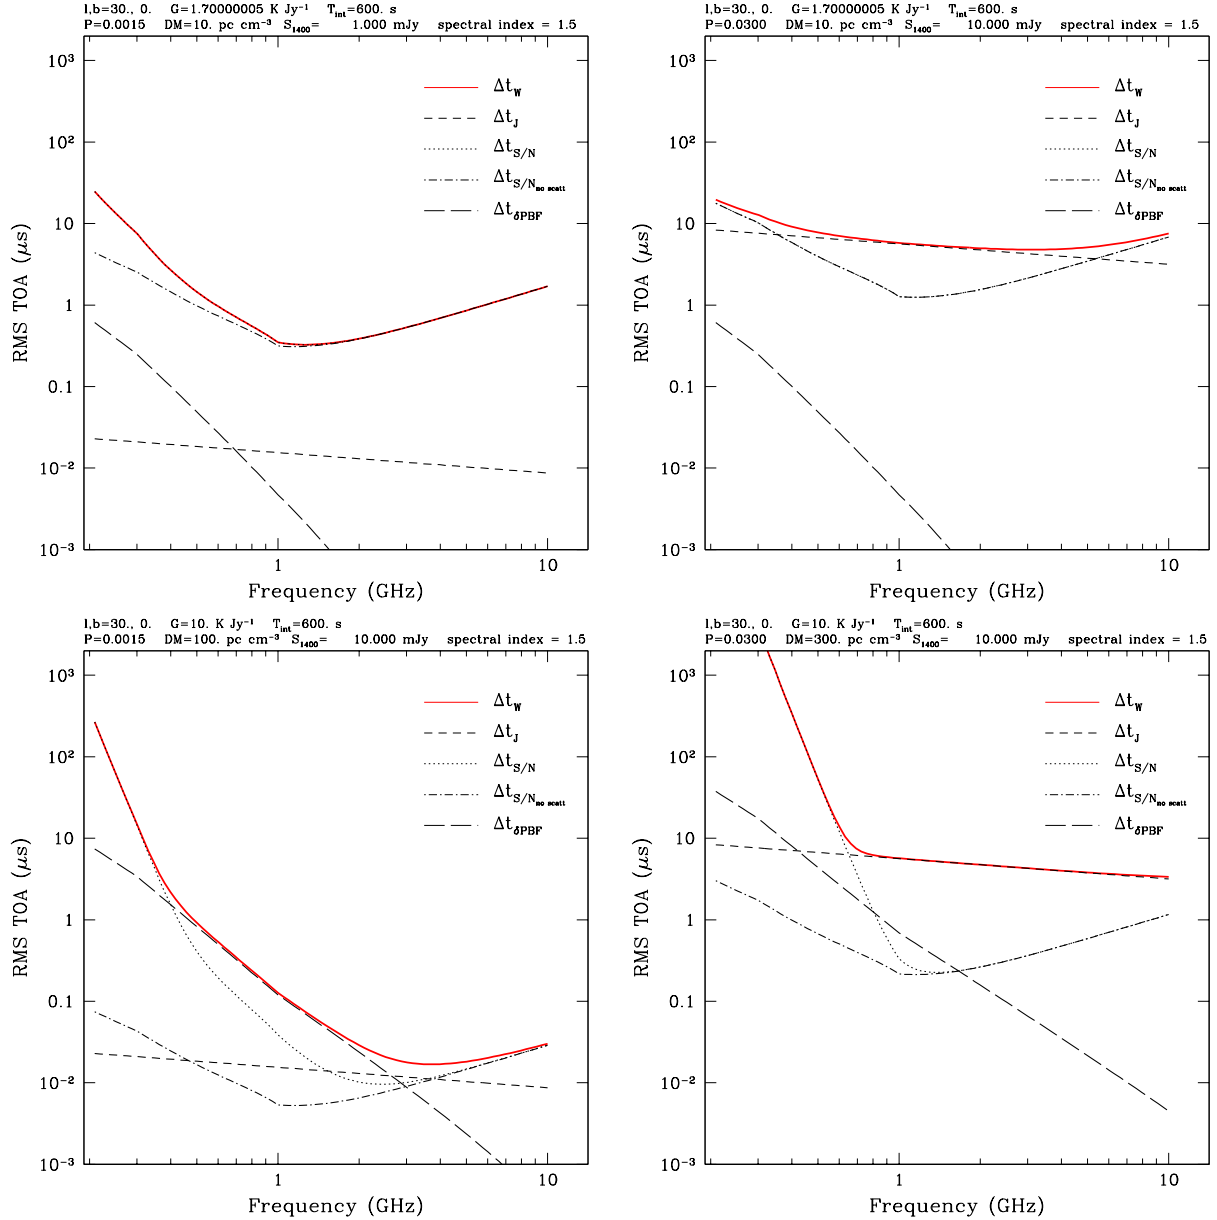 l,b=30., 0. G=1.70000005 K Jy⁻¹ T_int=600. s
P=0.0015 DM=10. pc cm⁻³ S₁₄₀₀= 1.000 mJy spectral index = 1.5
10³
10²
10
1
0.1
10⁻²
10⁻³
RMS TOA (μs)
Δt_W
Δt_J
Δt_S/N
Δt_S/N_no scatt
Δt_δPBF
1 10
Frequency (GHz)
l,b=30., 0. G=1.70000005 K Jy⁻¹ T_int=600. s
P=0.0300 DM=10. pc cm⁻³ S₁₄₀₀= 10.000 mJy spectral index = 1.5
10³
10²
10
1
0.1
10⁻²
10⁻³
RMS TOA (μs)
Δt_W
Δt_J
Δt_S/N
Δt_S/N_no scatt
Δt_δPBF
1 10
Frequency (GHz)
l,b=30., 0. G=10. K Jy⁻¹ T_int=600. s
P=0.0015 DM=100. pc cm⁻³ S₁₄₀₀= 10.000 mJy spectral index = 1.5
10³
10²
10
1
0.1
10⁻²
10⁻³
RMS TOA (μs)
Δt_W
Δt_J
Δt_S/N
Δt_S/N_no scatt
Δt_δPBF
1 10
Frequency (GHz)
l,b=30., 0. G=10. K Jy⁻¹ T_int=600. s
P=0.0300 DM=300. pc cm⁻³ S₁₄₀₀= 10.000 mJy spectral index = 1.5
10³
10²
10
1
0.1
10⁻²
10⁻³
RMS TOA (μs)
Δt_W
Δt_J
Δt_S/N
Δt_S/N_no scatt
Δt_δPBF
1 10
Frequency (GHz)